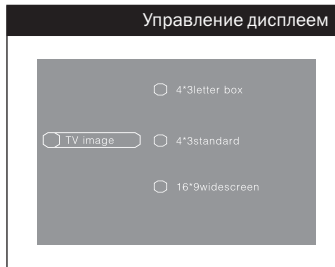 Управление дисплеем
4*3letter box
TV image
4*3standard
16*9widescreen